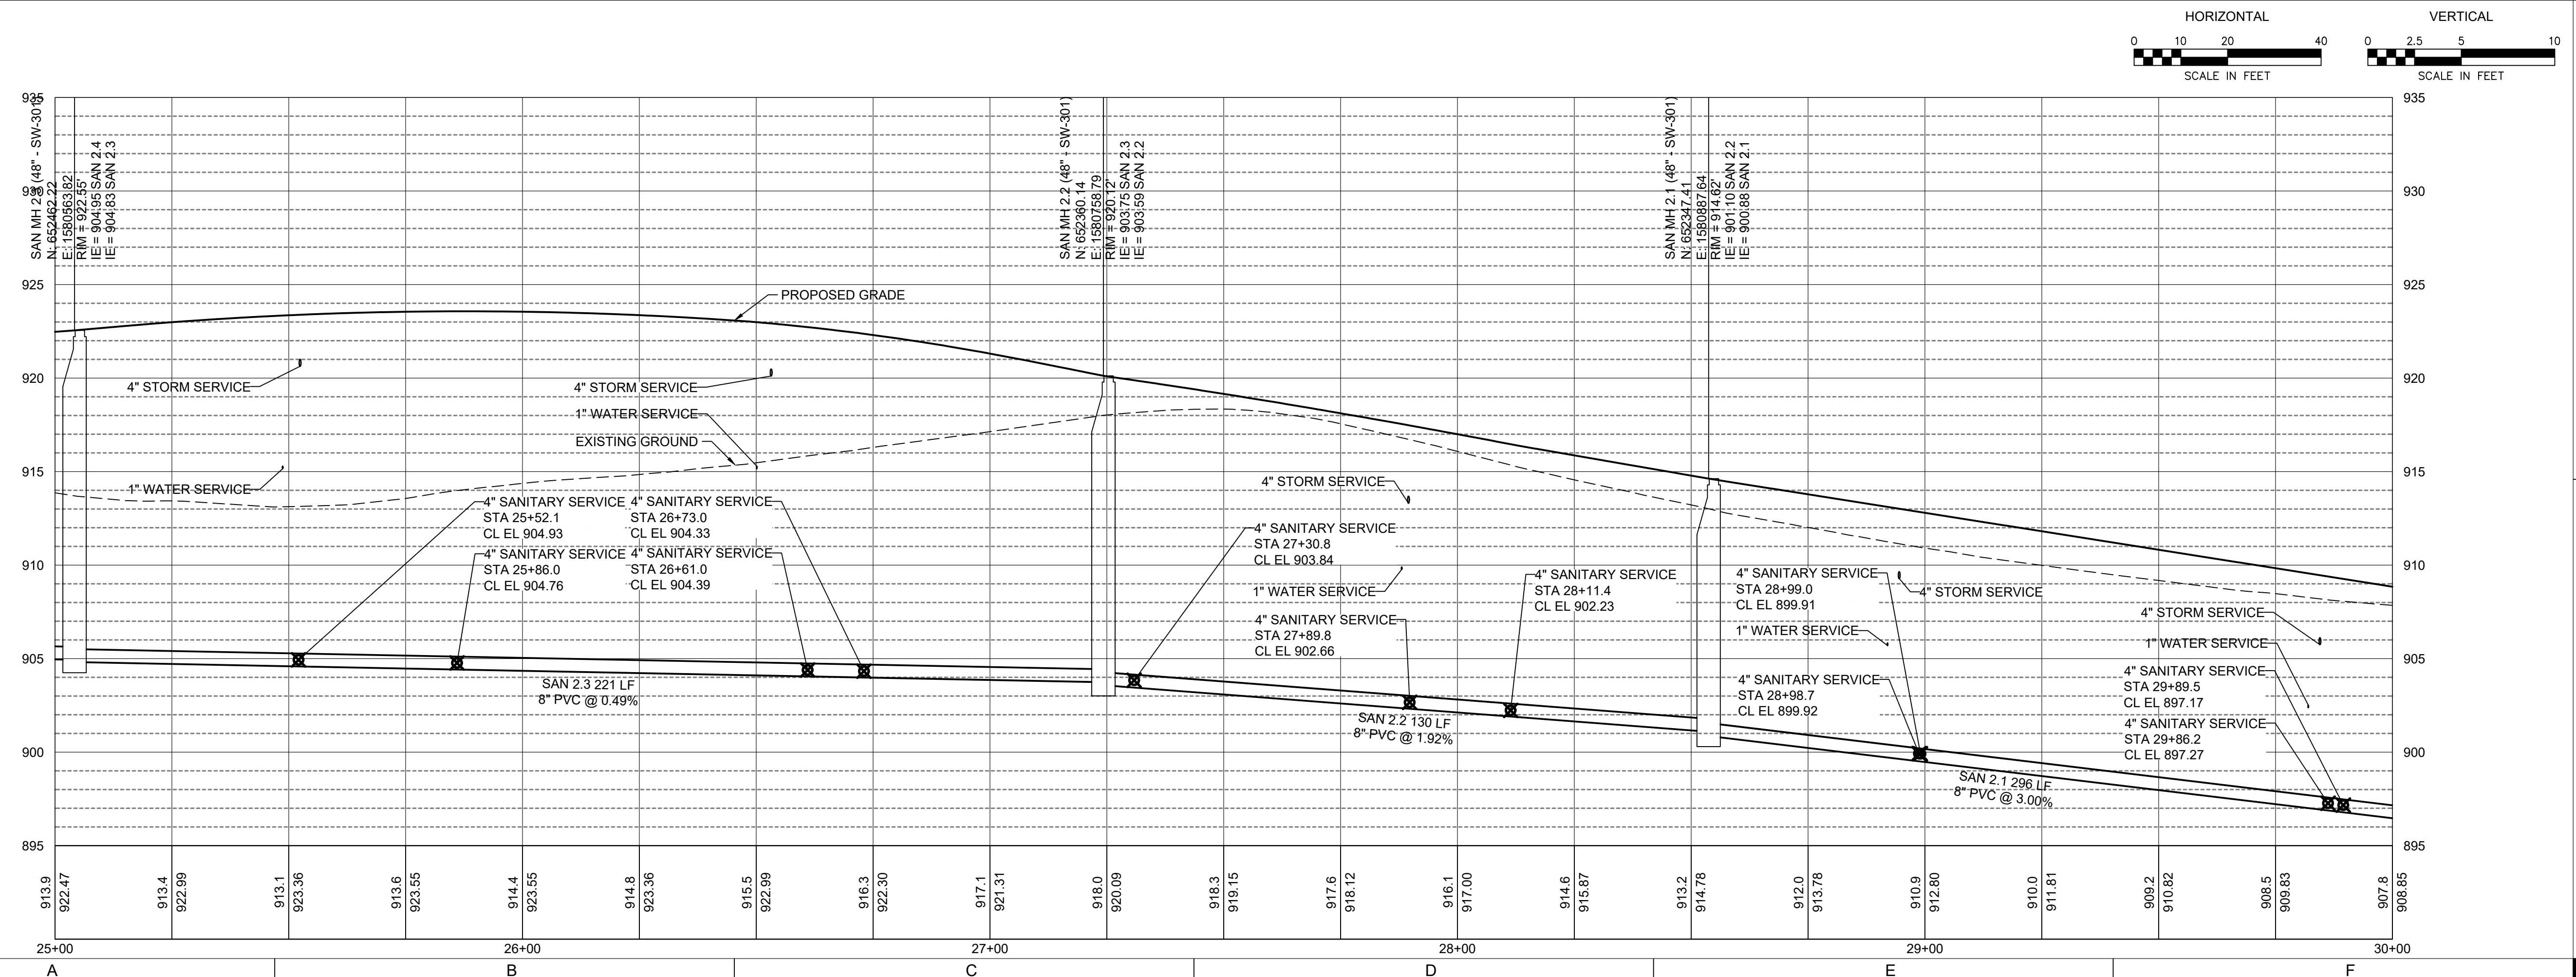 HORIZONTAL
0 10 20 40
SCALE IN FEET
VERTICAL
0 2.5 5 10
SCALE IN FEET
935
930
925
920
915
910
905
900
895
SAN MH 2.3 (48" - SW-301)
N: 652462.22
E: 1580563.82
RIM = 922.55'
IE = 904.95 SAN 2.4
IE = 904.83 SAN 2.3
SAN MH 2.2 (48" - SW-301)
N: 652360.14
E: 1580758.79
RIM = 920.12'
IE = 903.75 SAN 2.3
IE = 903.59 SAN 2.2
SAN MH 2.1 (48" - SW-301)
N: 652347.41
E: 1580887.64
RIM = 914.62'
IE = 901.10 SAN 2.2
IE = 900.88 SAN 2.1
935
930
925
920
915
910
905
900
895
PROPOSED GRADE
4" STORM SERVICE
4" STORM SERVICE
1" WATER SERVICE
EXISTING GROUND
1" WATER SERVICE
4" SANITARY SERVICE
STA 25+52.1
CL EL 904.93
4" SANITARY SERVICE
STA 26+73.0
CL EL 904.33
4" SANITARY SERVICE
STA 25+86.0
CL EL 904.76
4" SANITARY SERVICE
STA 26+61.0
CL EL 904.39
SAN 2.3 221 LF
8" PVC @ 0.49%
4" STORM SERVICE
4" SANITARY SERVICE
STA 27+30.8
CL EL 903.84
1" WATER SERVICE
4" SANITARY SERVICE
STA 27+89.8
CL EL 902.66
4" SANITARY SERVICE
STA 28+11.4
CL EL 902.23
SAN 2.2 130 LF
8" PVC @ 1.92%
4" SANITARY SERVICE
STA 28+99.0
CL EL 899.91
4" STORM SERVICE
1" WATER SERVICE
4" SANITARY SERVICE
STA 28+98.7
CL EL 899.92
SAN 2.1 296 LF
8" PVC @ 3.00%
4" STORM SERVICE
1" WATER SERVICE
4" SANITARY SERVICE
STA 29+89.5
CL EL 897.17
4" SANITARY SERVICE
STA 29+86.2
CL EL 897.27
913.9
922.47
913.4
922.99
913.1
923.36
913.6
923.55
914.4
923.55
914.8
923.36
915.5
922.99
916.3
922.30
917.1
921.31
918.0
920.09
918.3
919.15
917.6
918.12
916.1
917.00
914.6
915.87
913.2
914.78
912.0
913.78
910.9
912.80
910.0
911.81
909.2
910.82
908.5
909.83
907.8
908.85
25+00 26+00 27+00 28+00 29+00 30+00
A B C D E F